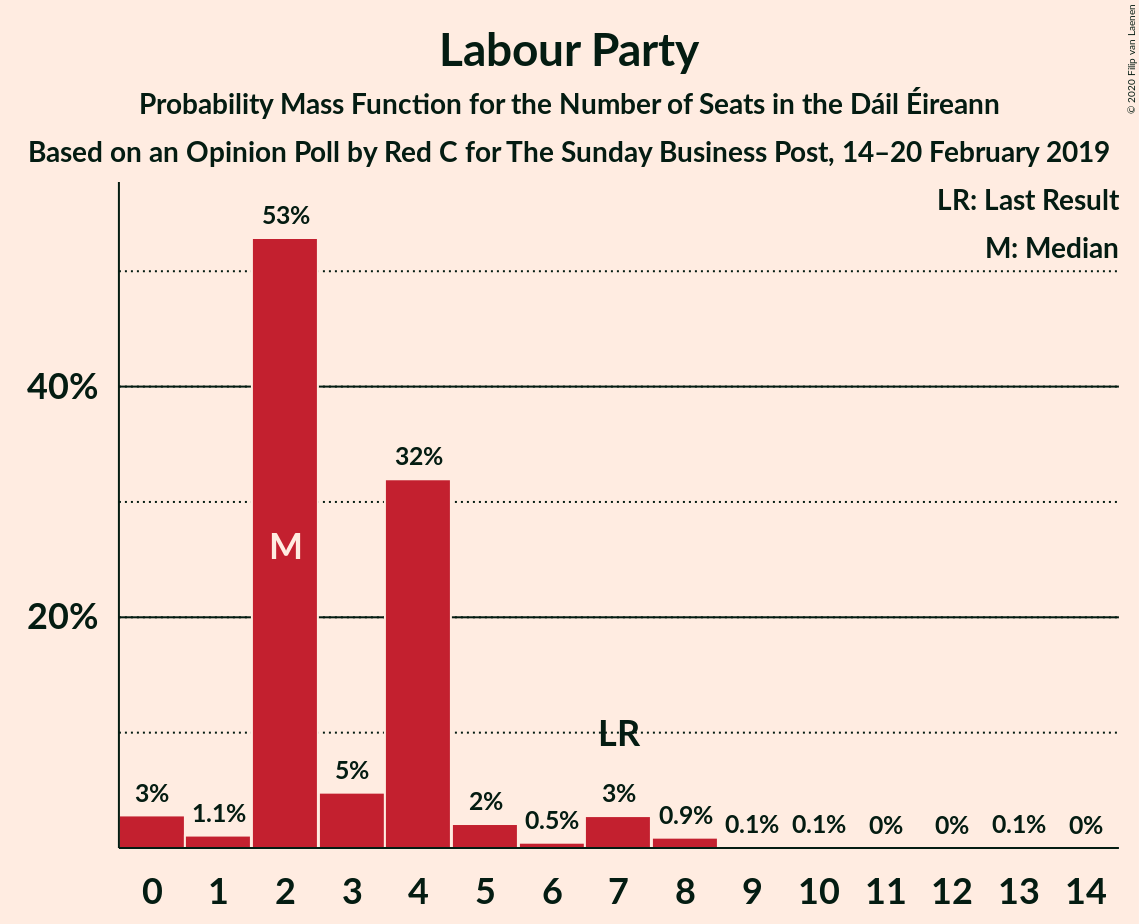 Labour Party
Probability Mass Function for the Number of Seats in the Dáil Éireann
Based on an Opinion Poll by Red C for The Sunday Business Post, 14–20 February 2019
© 2020 Filip van Laenen
LR: Last Result
M: Median
40%
20%
3%
1.1%
53%
5%
32%
2%
0.5%
3%
0.9%
0.1%
0.1%
0%
0%
0.1%
0%
M
LR
0 1 2 3 4 5 6 7 8 9 10 11 12 13 14